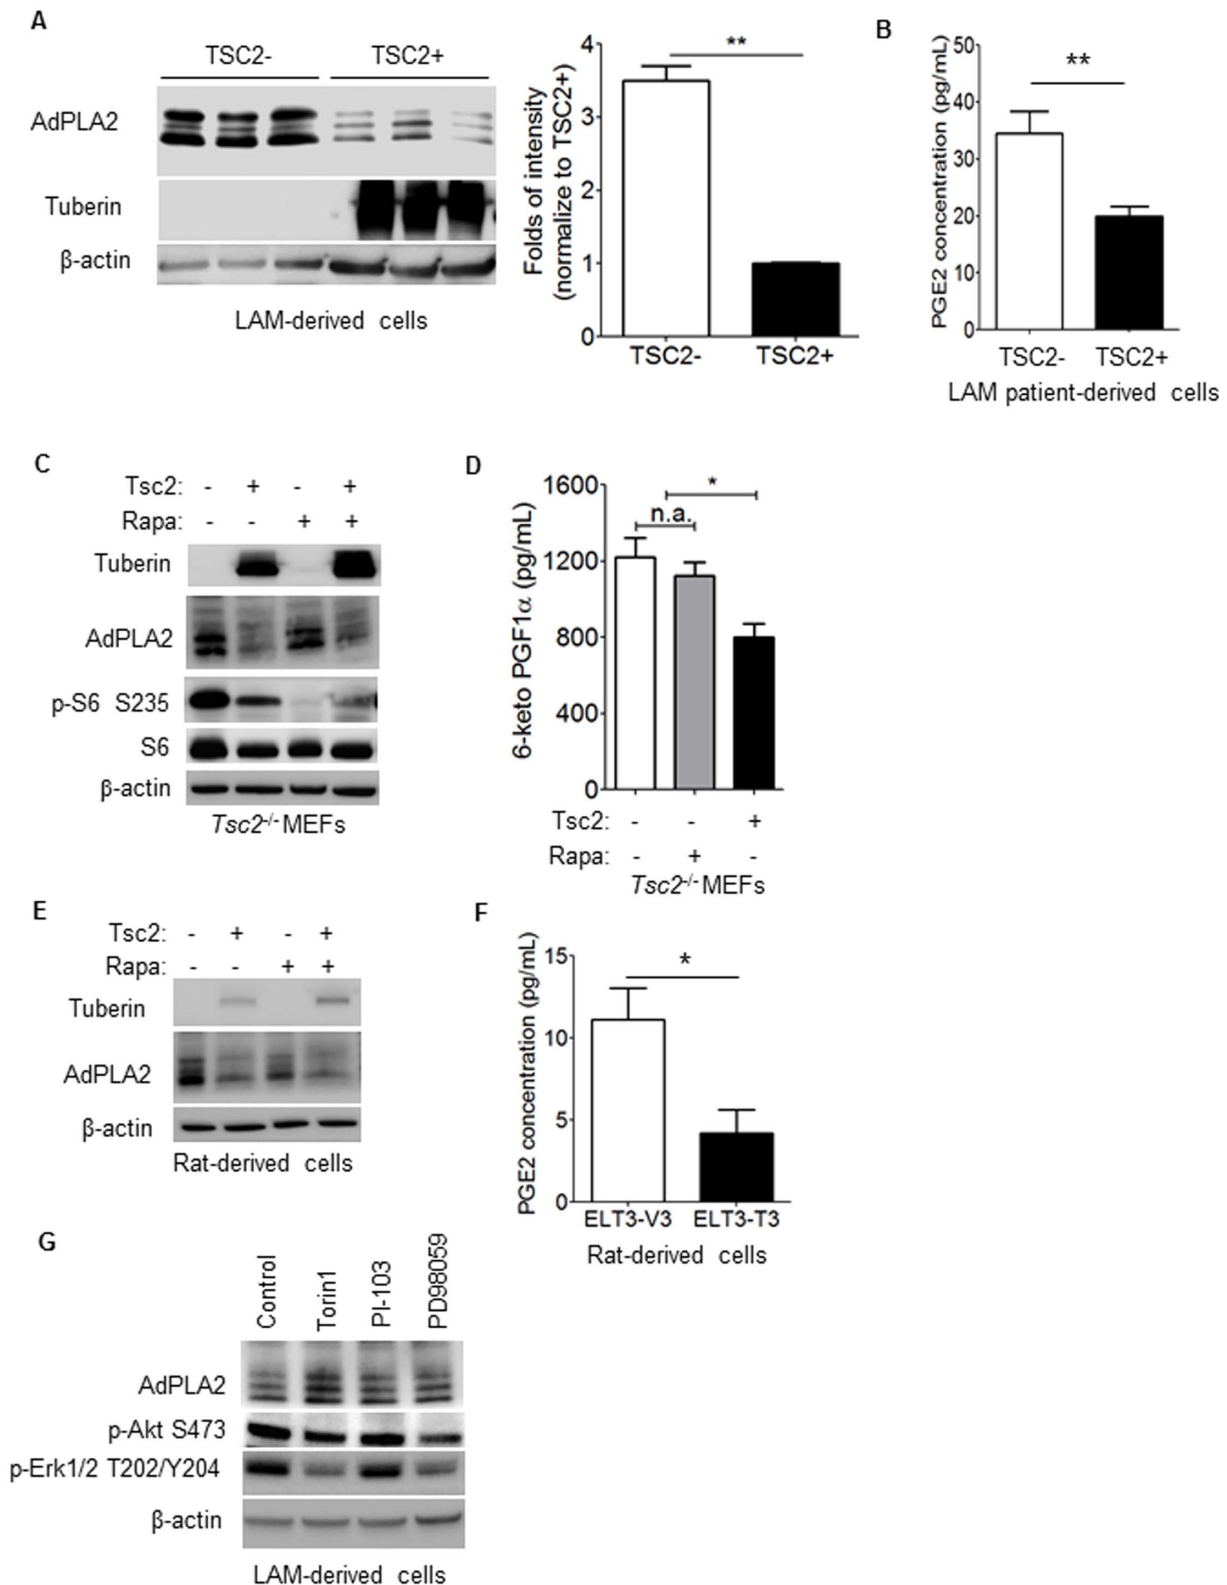 A
TSC2- TSC2+
AdPLA2
Tuberin
β-actin
LAM-derived cells
Folds of intensity
(normalize to TSC2+)
4
3
2
1
0
**
TSC2- TSC2+
B
PGE2 concentration (pg/mL)
50
40
30
20
10
0
**
TSC2- TSC2+
LAM patient-derived cells
C
Tsc2: - + - +
Rapa: - - + +
Tuberin
AdPLA2
p-S6 S235
S6
β-actin
Tsc2-/- MEFs
D
6-keto PGF1α (pg/mL)
1600
1200
800
400
0
*
n.a.
Tsc2: - - +
Rapa: - + -
Tsc2-/- MEFs
E
Tsc2: - + - +
Rapa: - - + +
Tuberin
AdPLA2
β-actin
Rat-derived cells
F
PGE2 concentration (pg/mL)
15
10
5
0
*
ELT3-V3 ELT3-T3
Rat-derived cells
G
Control Torin1 PI-103 PD98059
AdPLA2
p-Akt S473
p-Erk1/2 T202/Y204
β-actin
LAM-derived cells